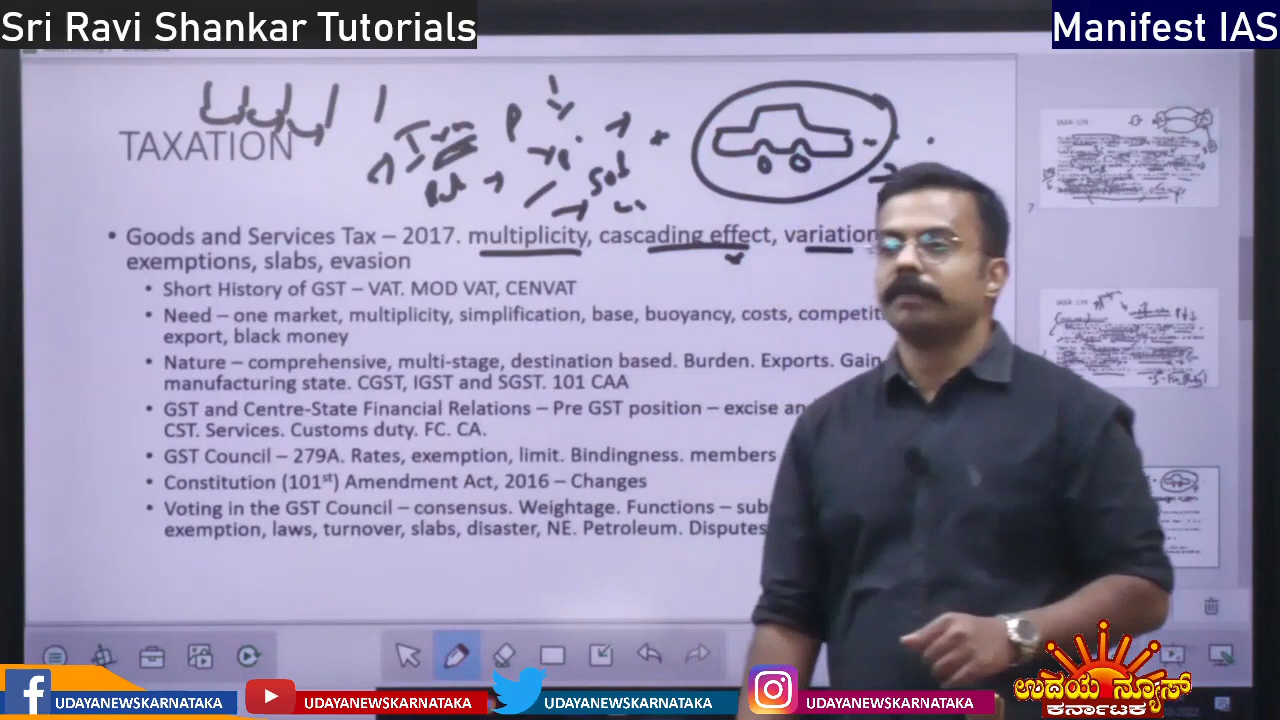 Sri Ravi Shankar Tutorials
Manifest IAS
TAXATION
• Goods and Services Tax – 2017. multiplicity, cascading effect, variation
exemptions, slabs, evasion
• Short History of GST – VAT. MOD VAT, CENVAT
• Need – one market, multiplicity, simplification, base, buoyancy, costs,
export, black money
• Nature – comprehensive, multi-stage, destination based. Burden. Exports. Gain
manufacturing state. CGST, IGST and SGST. 101 CAA
• GST and Centre-State Financial Relations – Pre GST position – excise
CST. Services. Customs duty. FC. CA.
• GST Council – 279A. Rates, exemption, limit. Bindingness. members
• Constitution (101st) Amendment Act, 2016 – Changes
• Voting in the GST Council – consensus. Weightage. Functions –
exemption, laws, turnover, slabs, disaster, NE. Petroleum. Disputes
7
UDAYANEWSKARNATAKA
UDAYANEWSKARNATAKA
UDAYANEWSKARNATAKA
UDAYANEWSKARNATAKA
ಉದಯ ನ್ಯೂಸ್
ಕರ್ನಾಟಕ